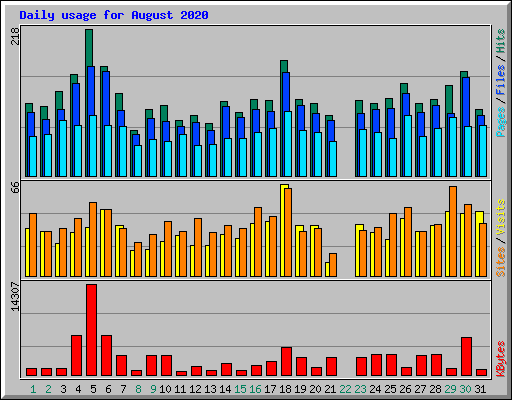 Daily usage for August 2020
218
Pages / Files / Hits
66
Sites / Visits
14307
KBytes
1 2 3 4 5 6 7 8 9 10 11 12 13 14 15 16 17 18 19 20 21 22 23 24 25 26 27 28 29 30 31